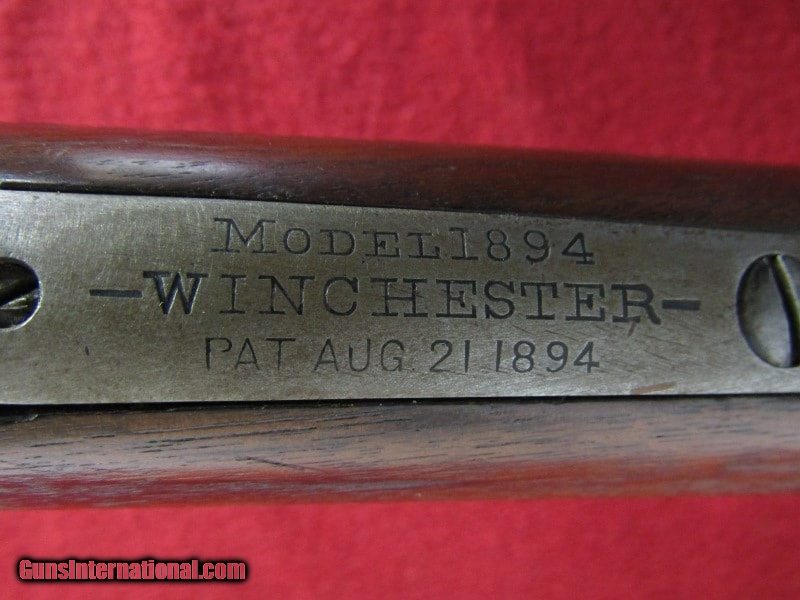 MODEL 1894
-WINCHESTER-
PAT AUG. 21 1894
GunsInternational.com